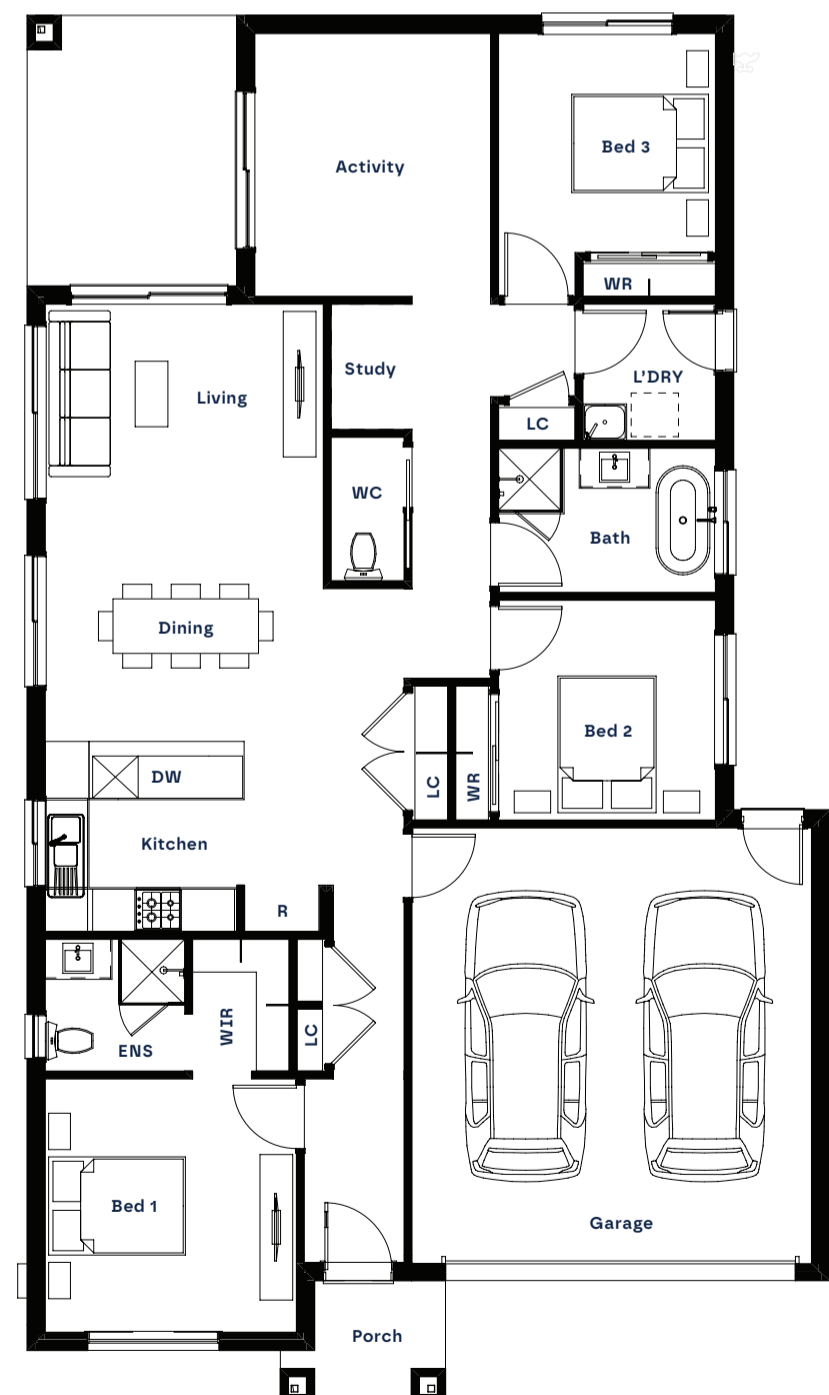 Bed 3
Activity
WR
Study
L'DRY
Living
LC
WC
Bath
Dining
Bed 2
DW
LC
WR
Kitchen
R
WIR
LC
ENS
Bed 1
Garage
Porch